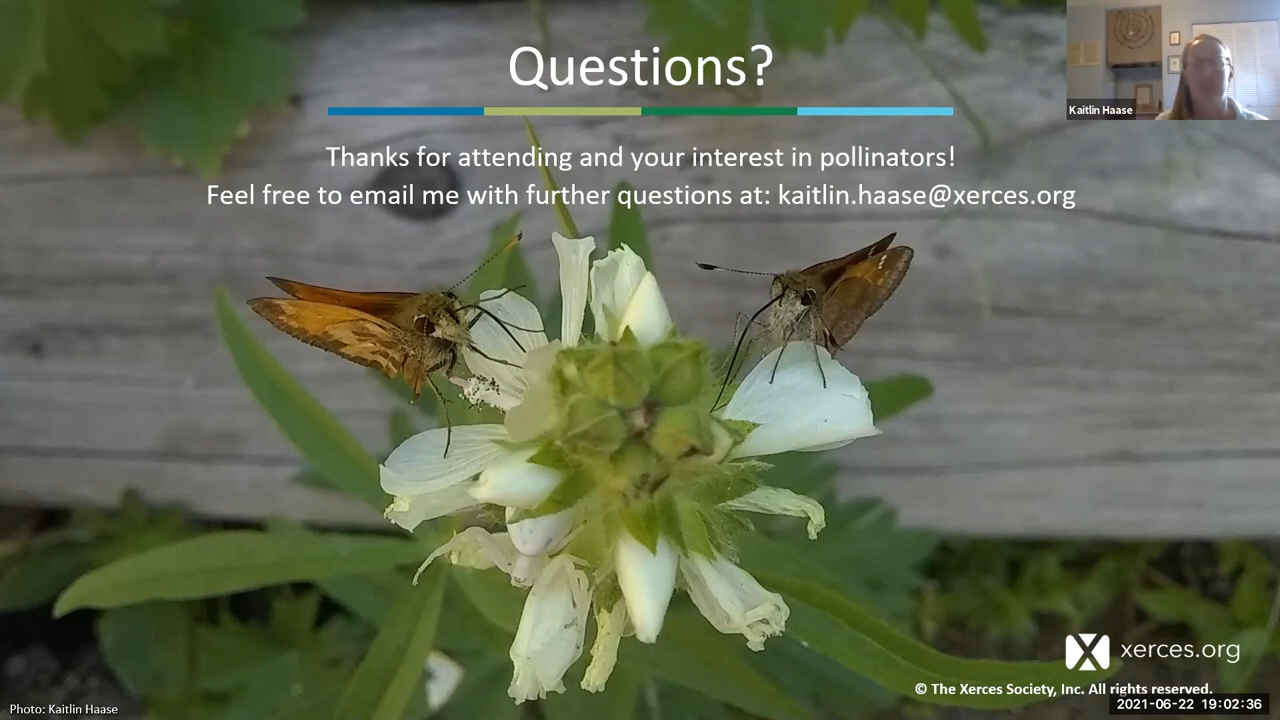 Questions?
Kaitlin Haase
Thanks for attending and your interest in pollinators!
Feel free to email me with further questions at: kaitlin.haase@xerces.org
xerces.org
© The Xerces Society, Inc. All rights reserved.
2021-06-22 19:02:36
Photo: Kaitlin Haase